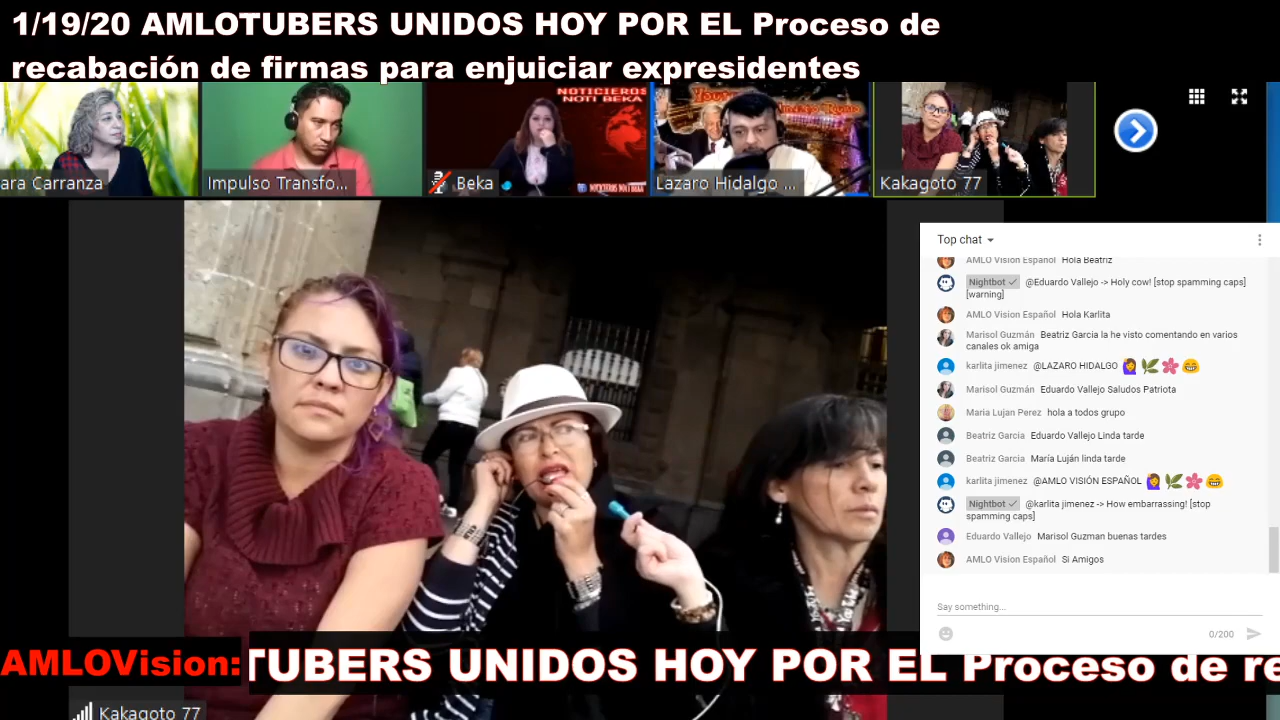 1/19/20 AMLOTUBERS UNIDOS HOY POR EL Proceso de
recabación de firmas para enjuiciar expresidentes
NOTICIEROS
NOTI BEKA
ara Carranza
Impulso Transfo...
Beka
NOTICIEROS NOTI BEKA
Lazaro Hidalgo ...
Kakagoto 77
Top chat
AMLO Vision Español Hola Beatriz
Nightbot @Eduardo Vallejo -> Holy cow! [stop spamming caps]
[warning]
AMLO Vision Español Hola Karlita
Marisol Guzmán Beatriz Garcia la he visto comentando en varios
canales ok amiga
karlita jimenez @LAZARO HIDALGO 🙋🌿🌸😁
Marisol Guzmán Eduardo Vallejo Saludos Patriota
Maria Lujan Perez hola a todos grupo
Beatriz Garcia Eduardo Vallejo Linda tarde
Beatriz Garcia María Luján linda tarde
karlita jimenez @AMLO VISIÓN ESPAÑOL 🙋🌿🌸😁
Nightbot @karlita jimenez -> How embarrassing! [stop
spamming caps]
Eduardo Vallejo Marisol Guzman buenas tardes
AMLO Vision Español Si Amigos
Say something...
0/200
AMLOVision: TUBERS UNIDOS HOY POR EL Proceso de re
Kakagoto 77